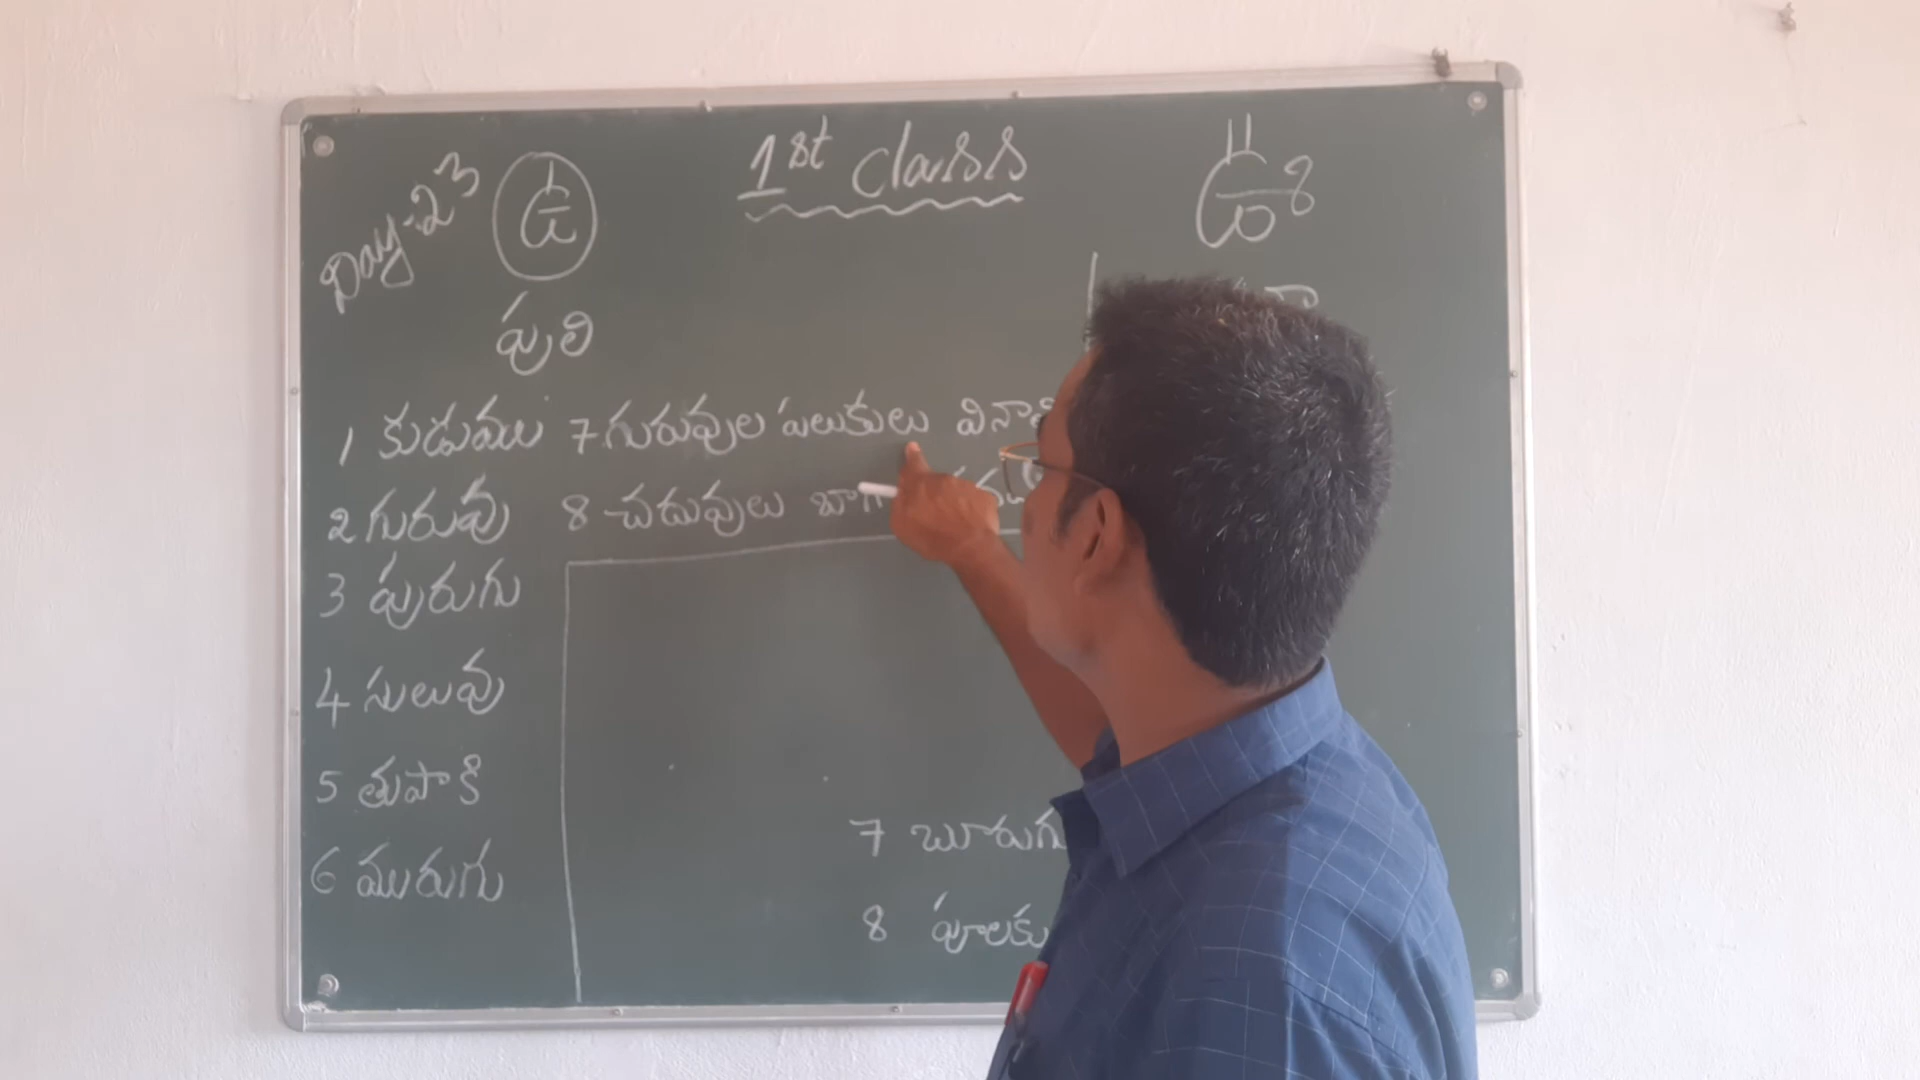 1st class
Day-23 ఉ ఊ
పులి
1 కుడుము 7 గురువుల పలుకులు
2 గురువు 8 చదువులు
3 పురుగు
4 సులువు
5 తుపాకి
6 మురుగు
7 బూరుగు
8 పూలకు